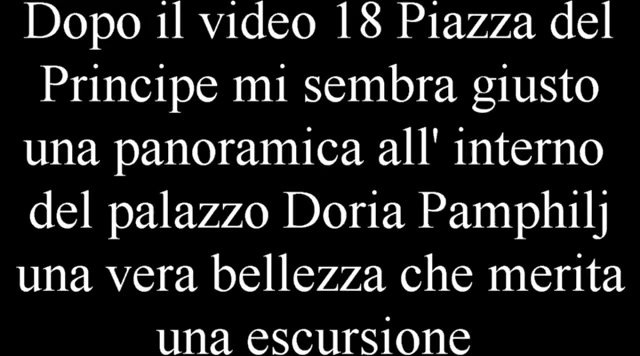 Dopo il video 18 Piazza del
Principe mi sembra giusto
una panoramica all' interno
del palazzo Doria Pamphilj
una vera bellezza che merita
una escursione